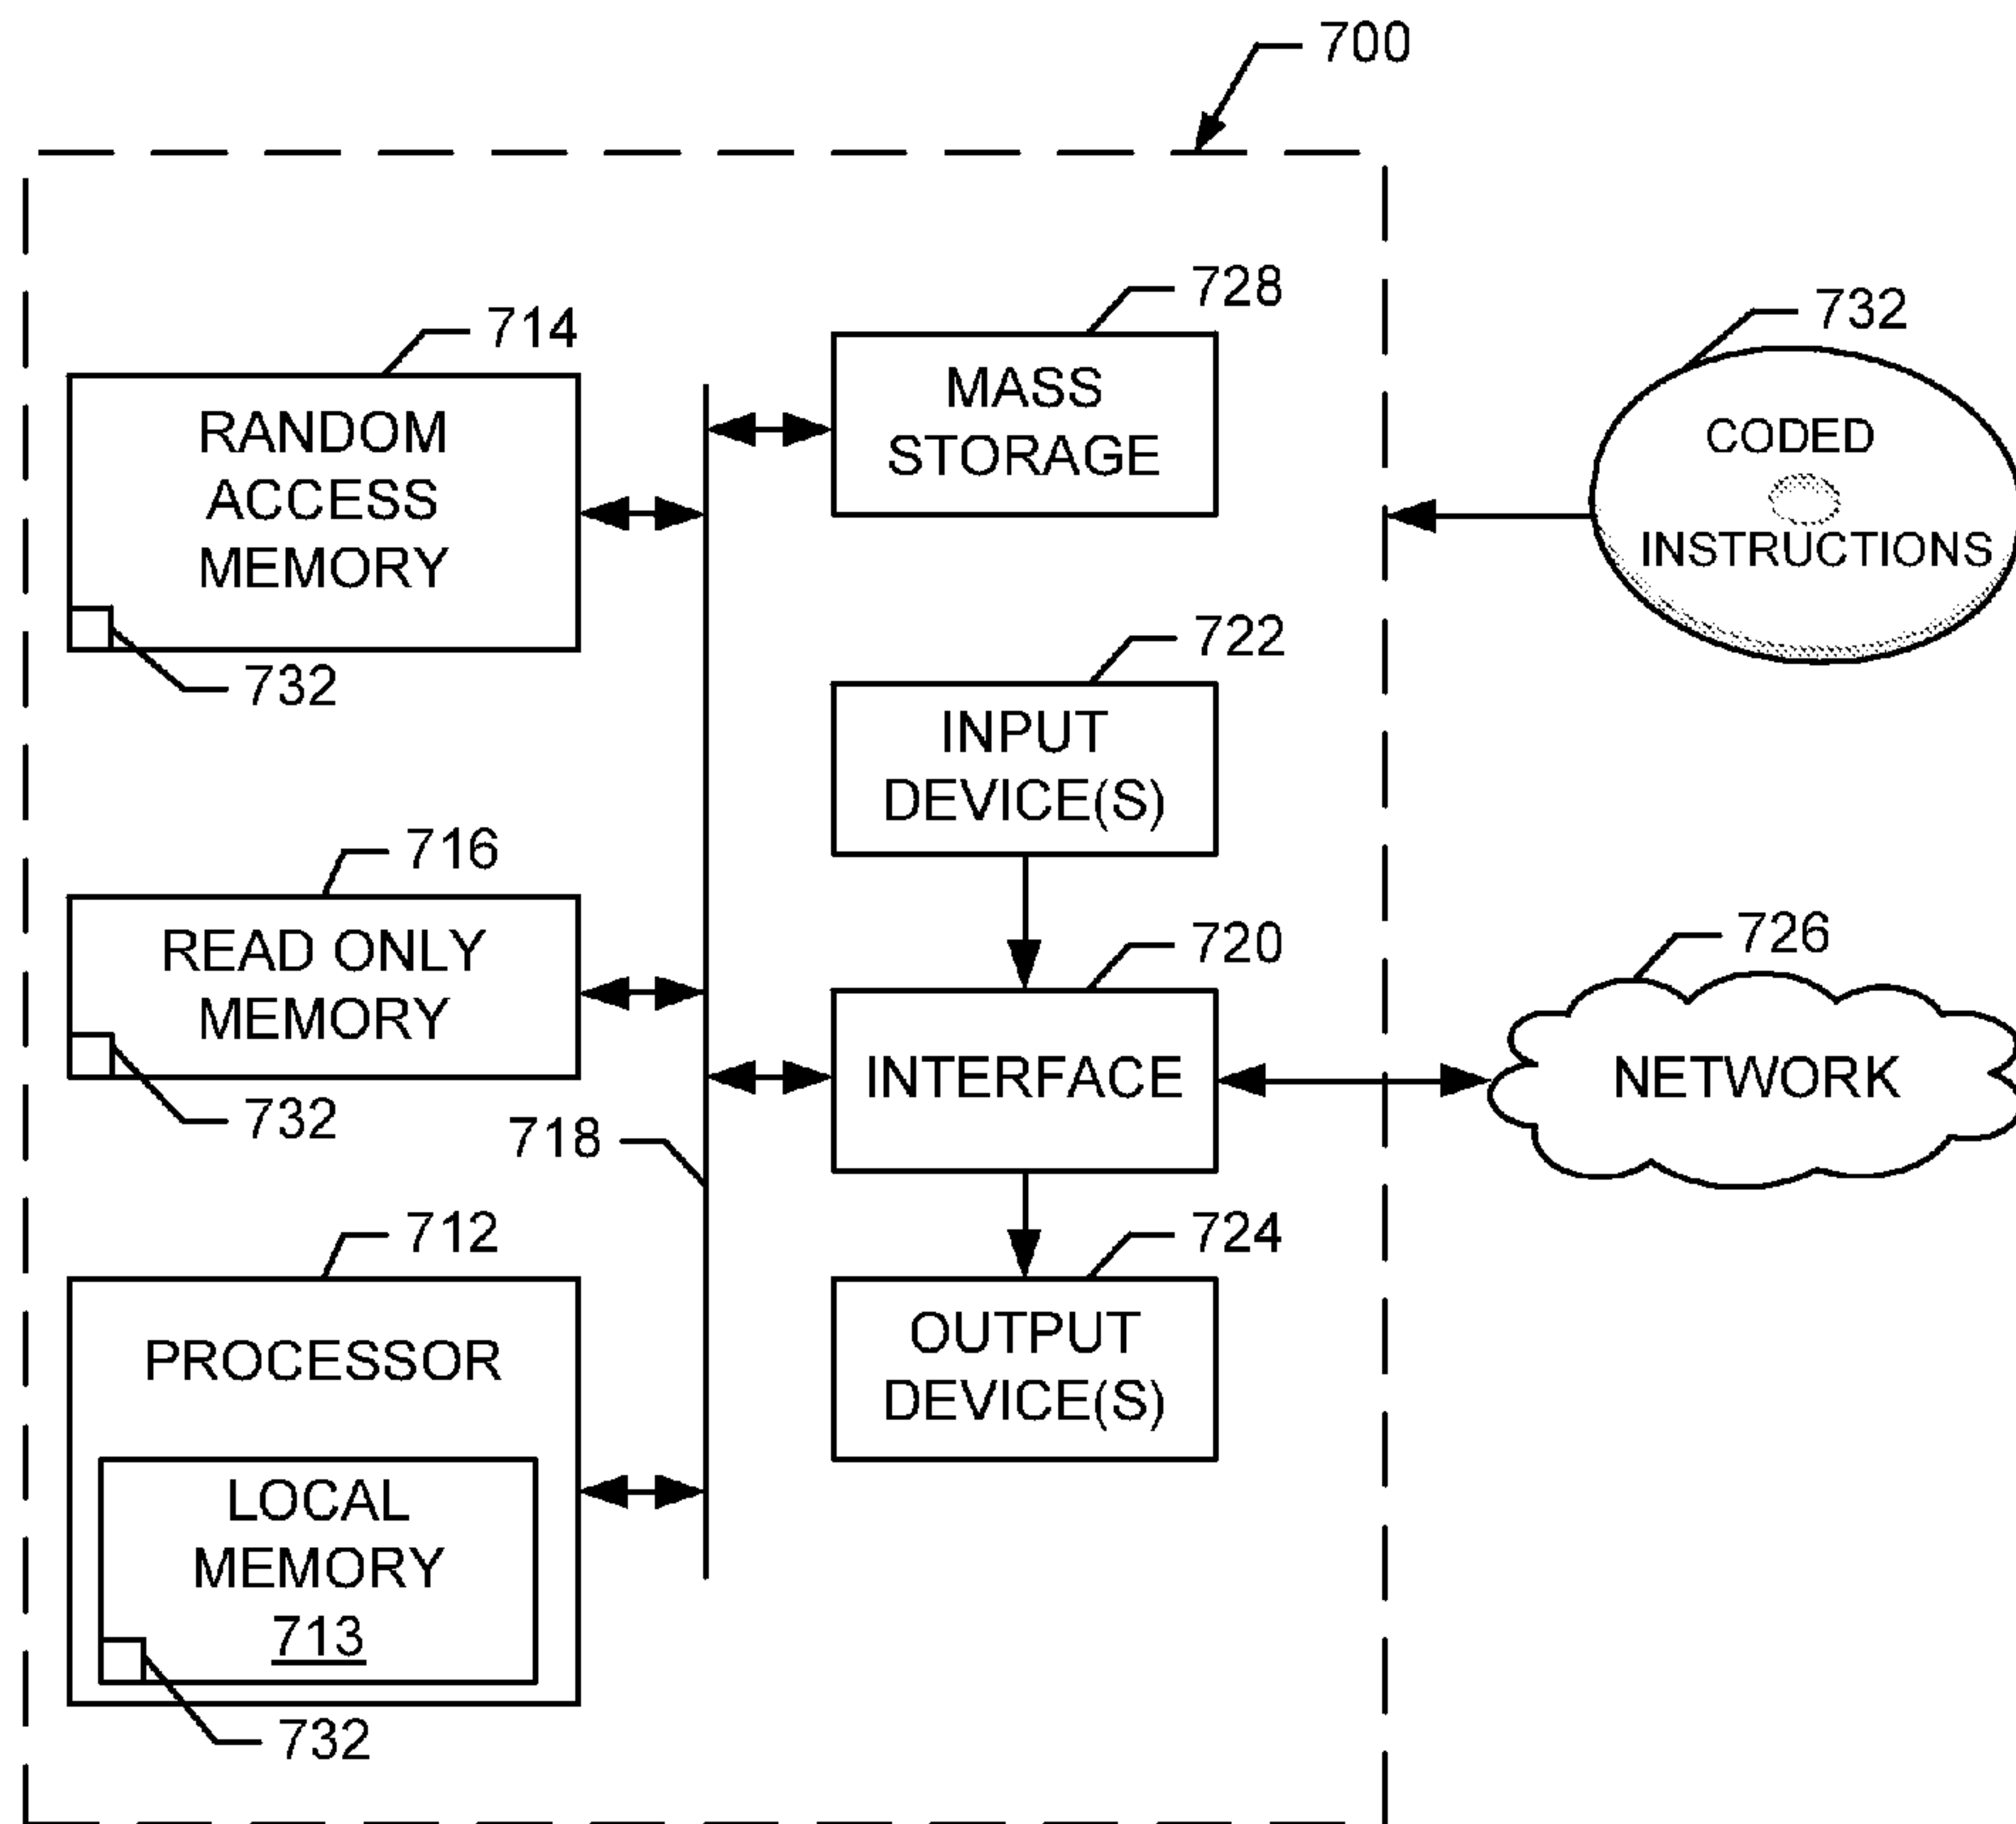 700
728
714
732
MASS
STORAGE
RANDOM
ACCESS
MEMORY
CODED
INSTRUCTIONS
722
732
INPUT
DEVICE(S)
716
720
726
READ ONLY
MEMORY
INTERFACE
NETWORK
732
718
712
724
PROCESSOR
OUTPUT
DEVICE(S)
LOCAL
MEMORY
713
732